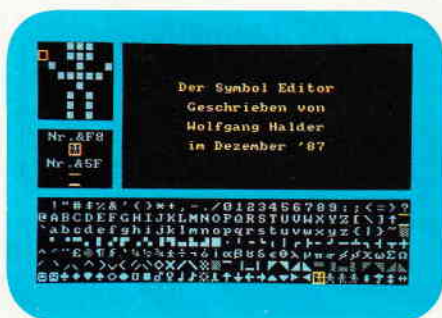 Der Symbol Editor
Geschrieben von
Wolfgang Halder
im Dezember '87
Nr.&F8
Nr.&5F
!"#$%&'()*+,-./0123456789:;<=>?
@ABCDEFGHIJKLMNOPQRSTUVWXYZ[\]↑_
`abcdefghijklmnopqrstuvwxyz{|}~